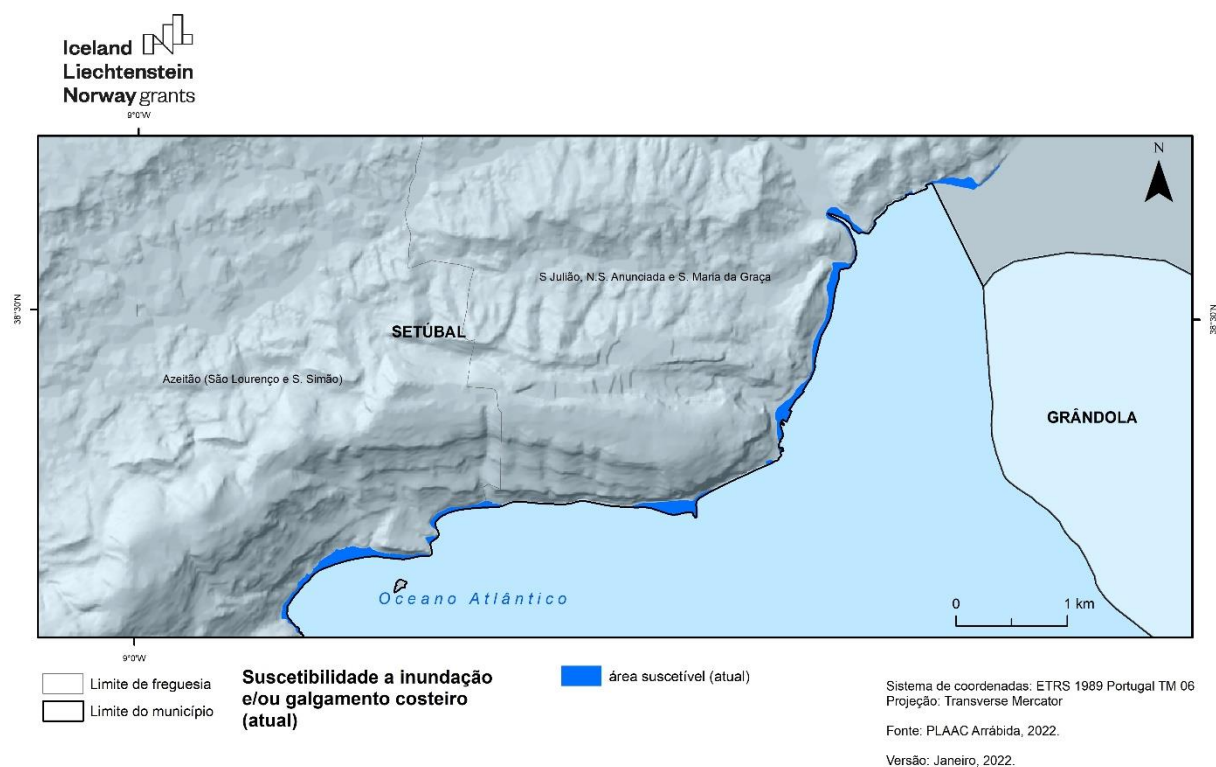 Iceland
Liechtenstein
Norway grants
9°0'W
N
S Julião, N.S. Anunciada e S. Maria da Graça
38°30'N
38°30'N
SETÚBAL
Azeitão (São Lourenço e S. Simão)
GRÂNDOLA
Oceano Atlântico
0 1 km
9°0'W
Limite de freguesia
Limite do município
Suscetibilidade a inundação
e/ou galgamento costeiro
(atual)
área suscetível (atual)
Sistema de coordenadas: ETRS 1989 Portugal TM 06
Projeção: Transverse Mercator
Fonte: PLAAC Arrábida, 2022.
Versão: Janeiro, 2022.